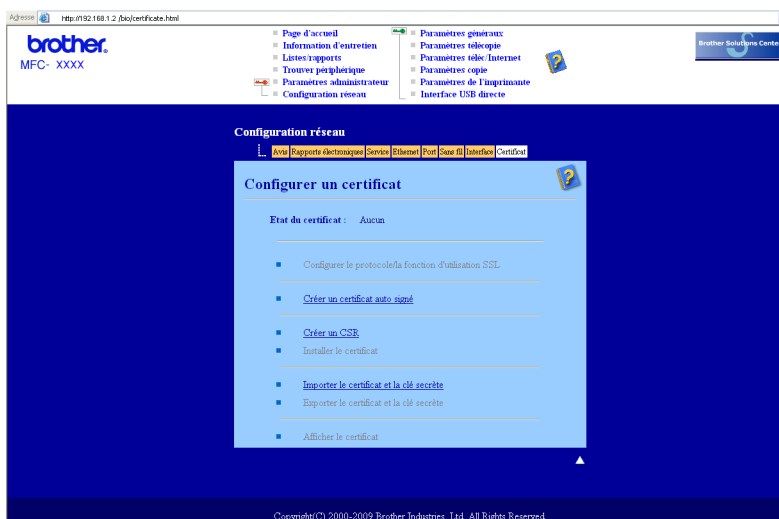 Adresse http://192.168.1.2 /bio/certificate.html
brother.
MFC- XXXX
Page d'accueil
Information d'entretien
Listes/rapports
Trouver périphérique
Paramètres administrateur
Configuration réseau
Paramètres généraux
Paramètres télécopie
Paramètres téléc/Internet
Paramètres copie
Paramètres de l'imprimante
Interface USB directe
Brother Solutions Cente
Configuration réseau
Avis Rapports électroniques Service Ethernet Port Sans fil Interface Certificat
Configurer un certificat
Etat du certificat : Aucun
Configurer le protocole/la fonction d'utilisation SSL
Créer un certificat auto signé
Créer un CSR
Installer le certificat
Importer le certificat et la clé secrète
Exporter le certificat et la clé secrète
Afficher le certificat
Copyright(C) 2000-2009 Brother Industries, Ltd. All Rights Reserved.